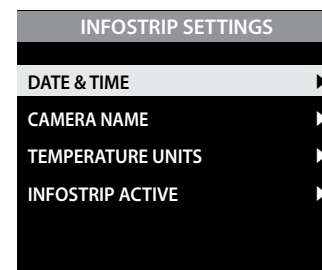 INFOSTRIP SETTINGS
DATE & TIME
CAMERA NAME
TEMPERATURE UNITS
INFOSTRIP ACTIVE